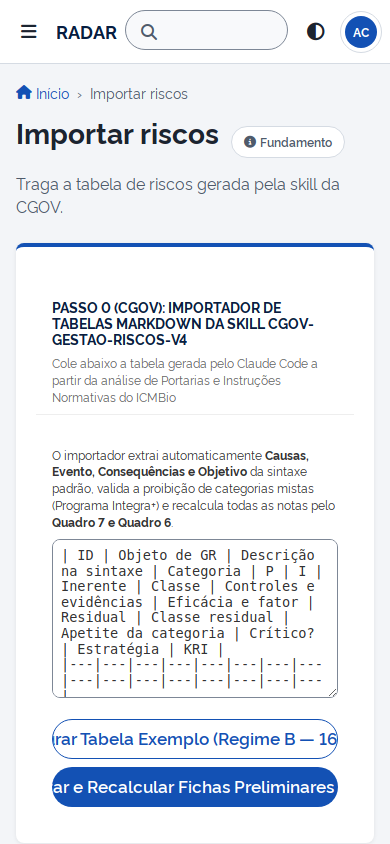 RADAR
AC
Início › Importar riscos
Importar riscos
Fundamento
Traga a tabela de riscos gerada pela skill da
CGOV.
PASSO 0 (CGOV): IMPORTADOR DE
TABELAS MARKDOWN DA SKILL CGOV-
GESTAO-RISCOS-V4
Cole abaixo a tabela gerada pelo Claude Code a
partir da análise de Portarias e Instruções
Normativas do ICMBio
O importador extrai automaticamente Causas,
Evento, Consequências e Objetivo da sintaxe
padrão, valida a proibição de categorias mistas
(Programa Integra+) e recalcula todas as notas pelo
Quadro 7 e Quadro 6.
| ID | Objeto de GR | Descrição
na sintaxe | Categoria | P | I |
Inerente | Classe | Controles e
evidências | Eficácia e fator |
Residual | Classe residual |
Apetite da categoria | Crítico?
| Estratégia | KRI |
|---|---|---|---|---|---|---|---
|---|---|---|---|---|---|---|---
|
Tabela Exemplo (Regime B — 16
e Recalcular Fichas Preliminares